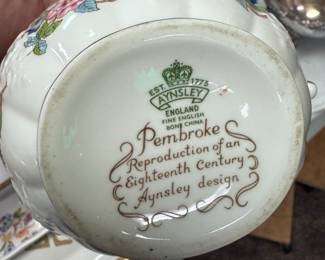 EST. 1775
AYNSLEY
ENGLAND
FINE ENGLISH
BONE CHINA
Pembroke
Reproduction of an
Eighteenth Century
Aynsley design